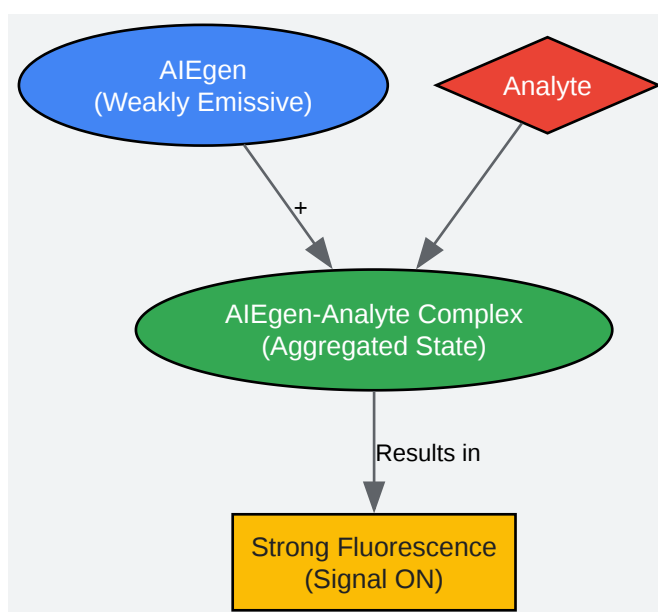 AIEgen
(Weakly Emissive)
Analyte
+
AIEgen-Analyte Complex
(Aggregated State)
Results in
Strong Fluorescence
(Signal ON)